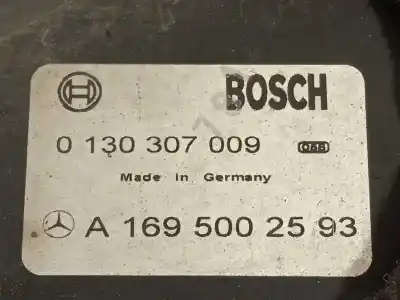 BOSCH
0 130 307 009
Made in Germany
A 169 500 25 93